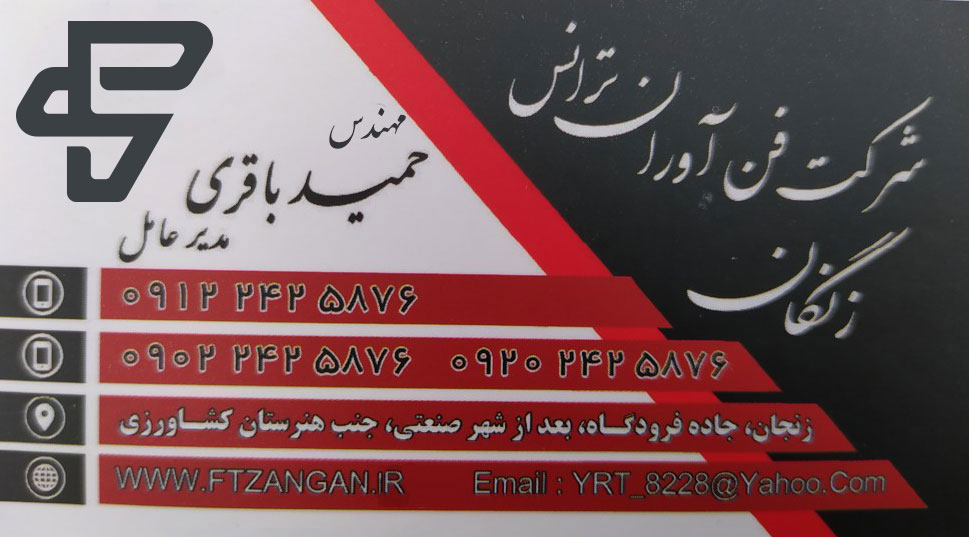 شرکت فن آوران ترانس
زنگان
مهندس
حمید باقری
مدیر عامل
۰۹۱۲ ۲۴۲ ۵۸۷۶
۰۹۰۲ ۲۴۲ ۵۸۷۶ ۰۹۲۰ ۲۴۲ ۵۸۷۶
زنجان، جاده فرودگاه، بعد از شهر صنعتی، جنب هنرستان کشاورزی
WWW.FTZANGAN.IR Email : YRT_8228@Yahoo.Com